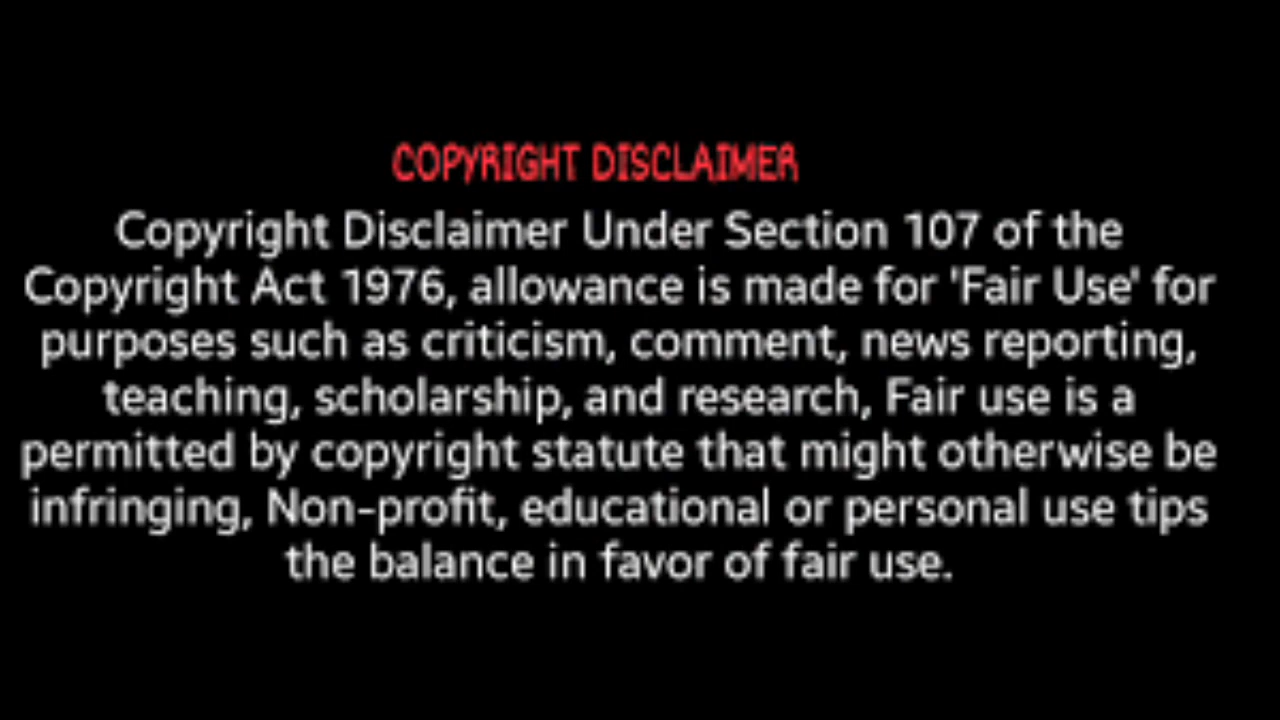 COPYRIGHT DISCLAIMER
Copyright Disclaimer Under Section 107 of the
Copyright Act 1976, allowance is made for 'Fair Use' for
purposes such as criticism, comment, news reporting,
teaching, scholarship, and research, Fair use is a
permitted by copyright statute that might otherwise be
infringing, Non-profit, educational or personal use tips
the balance in favor of fair use.